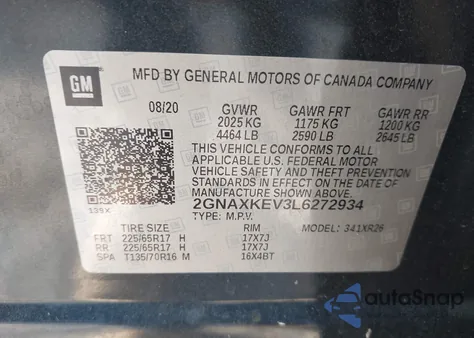 GM
MFD BY GENERAL MOTORS OF CANADA COMPANY
08/20 GVWR GAWR FRT GAWR RR
2025 KG 1175 KG 1200 KG
4464 LB 2590 LB 2645 LB
THIS VEHICLE CONFORMS TO ALL
APPLICABLE U.S. FEDERAL MOTOR
VEHICLE SAFETY AND THEFT PREVENTION
STANDARDS IN EFFECT ON THE DATE OF
MANUFACTURE SHOWN ABOVE.
139X 2GNAXKEV3L6272934
TYPE: M.P.V. MODEL: 341XR26
TIRE SIZE RIM
FRT 225/65R17 H 17X7J
RR 225/65R17 H 17X7J
SPA T135/70R16 M 16X4BT
autoSnap